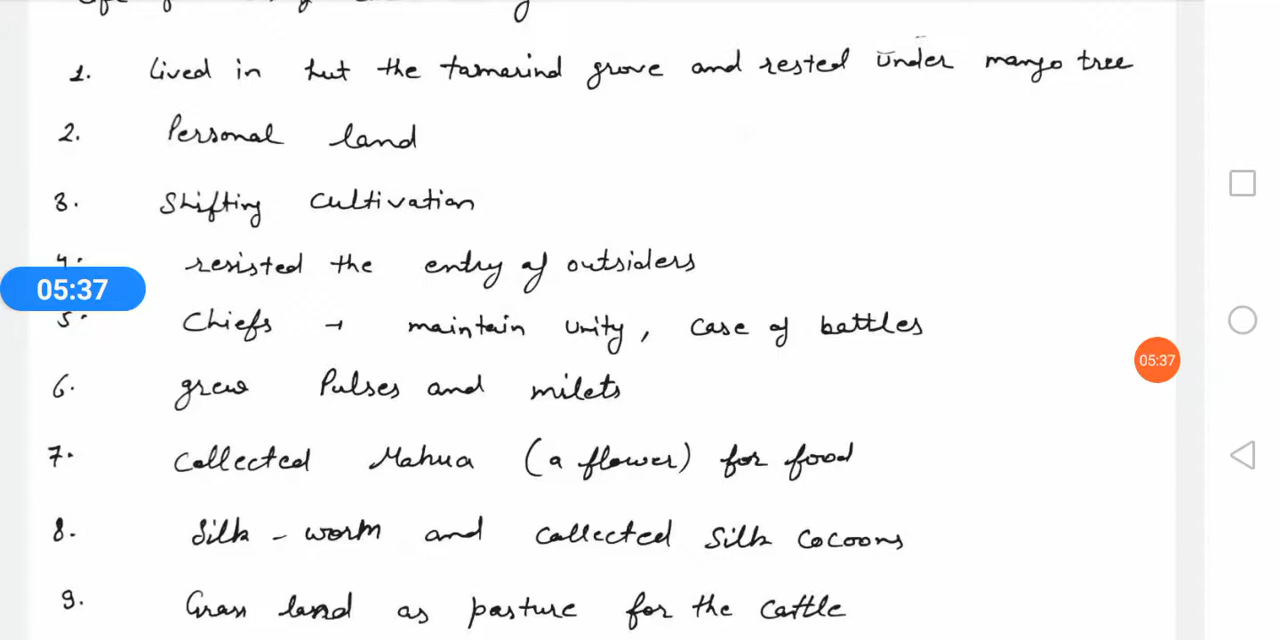 1. lived in hut the tamarind grove and rested under mango tree
2. Personal land
3. Shifting cultivation
4. resisted the entry of outsiders
05:37
5. Chiefs → maintain unity, case of battles
05:37
6. grew Pulses and milets
7. Collected Mahua (a flower) for food
8. Silk - worm and collected silk cocoons
9. Grass land as pasture for the cattle